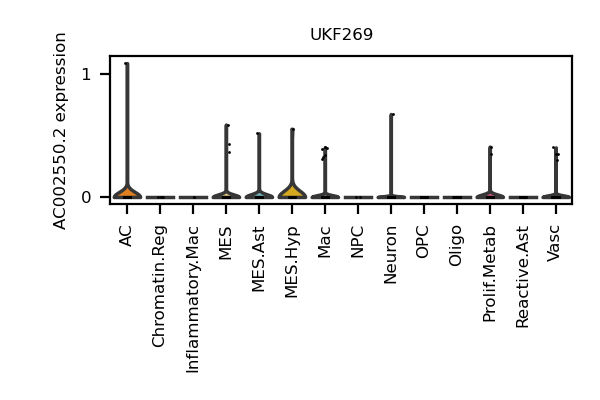 UKF269
AC002550.2 expression
1
0
AC
Chromatin.Reg
Inflammatory.Mac
MES
MES.Ast
MES.Hyp
Mac
NPC
Neuron
OPC
Oligo
Prolif.Metab
Reactive.Ast
Vasc